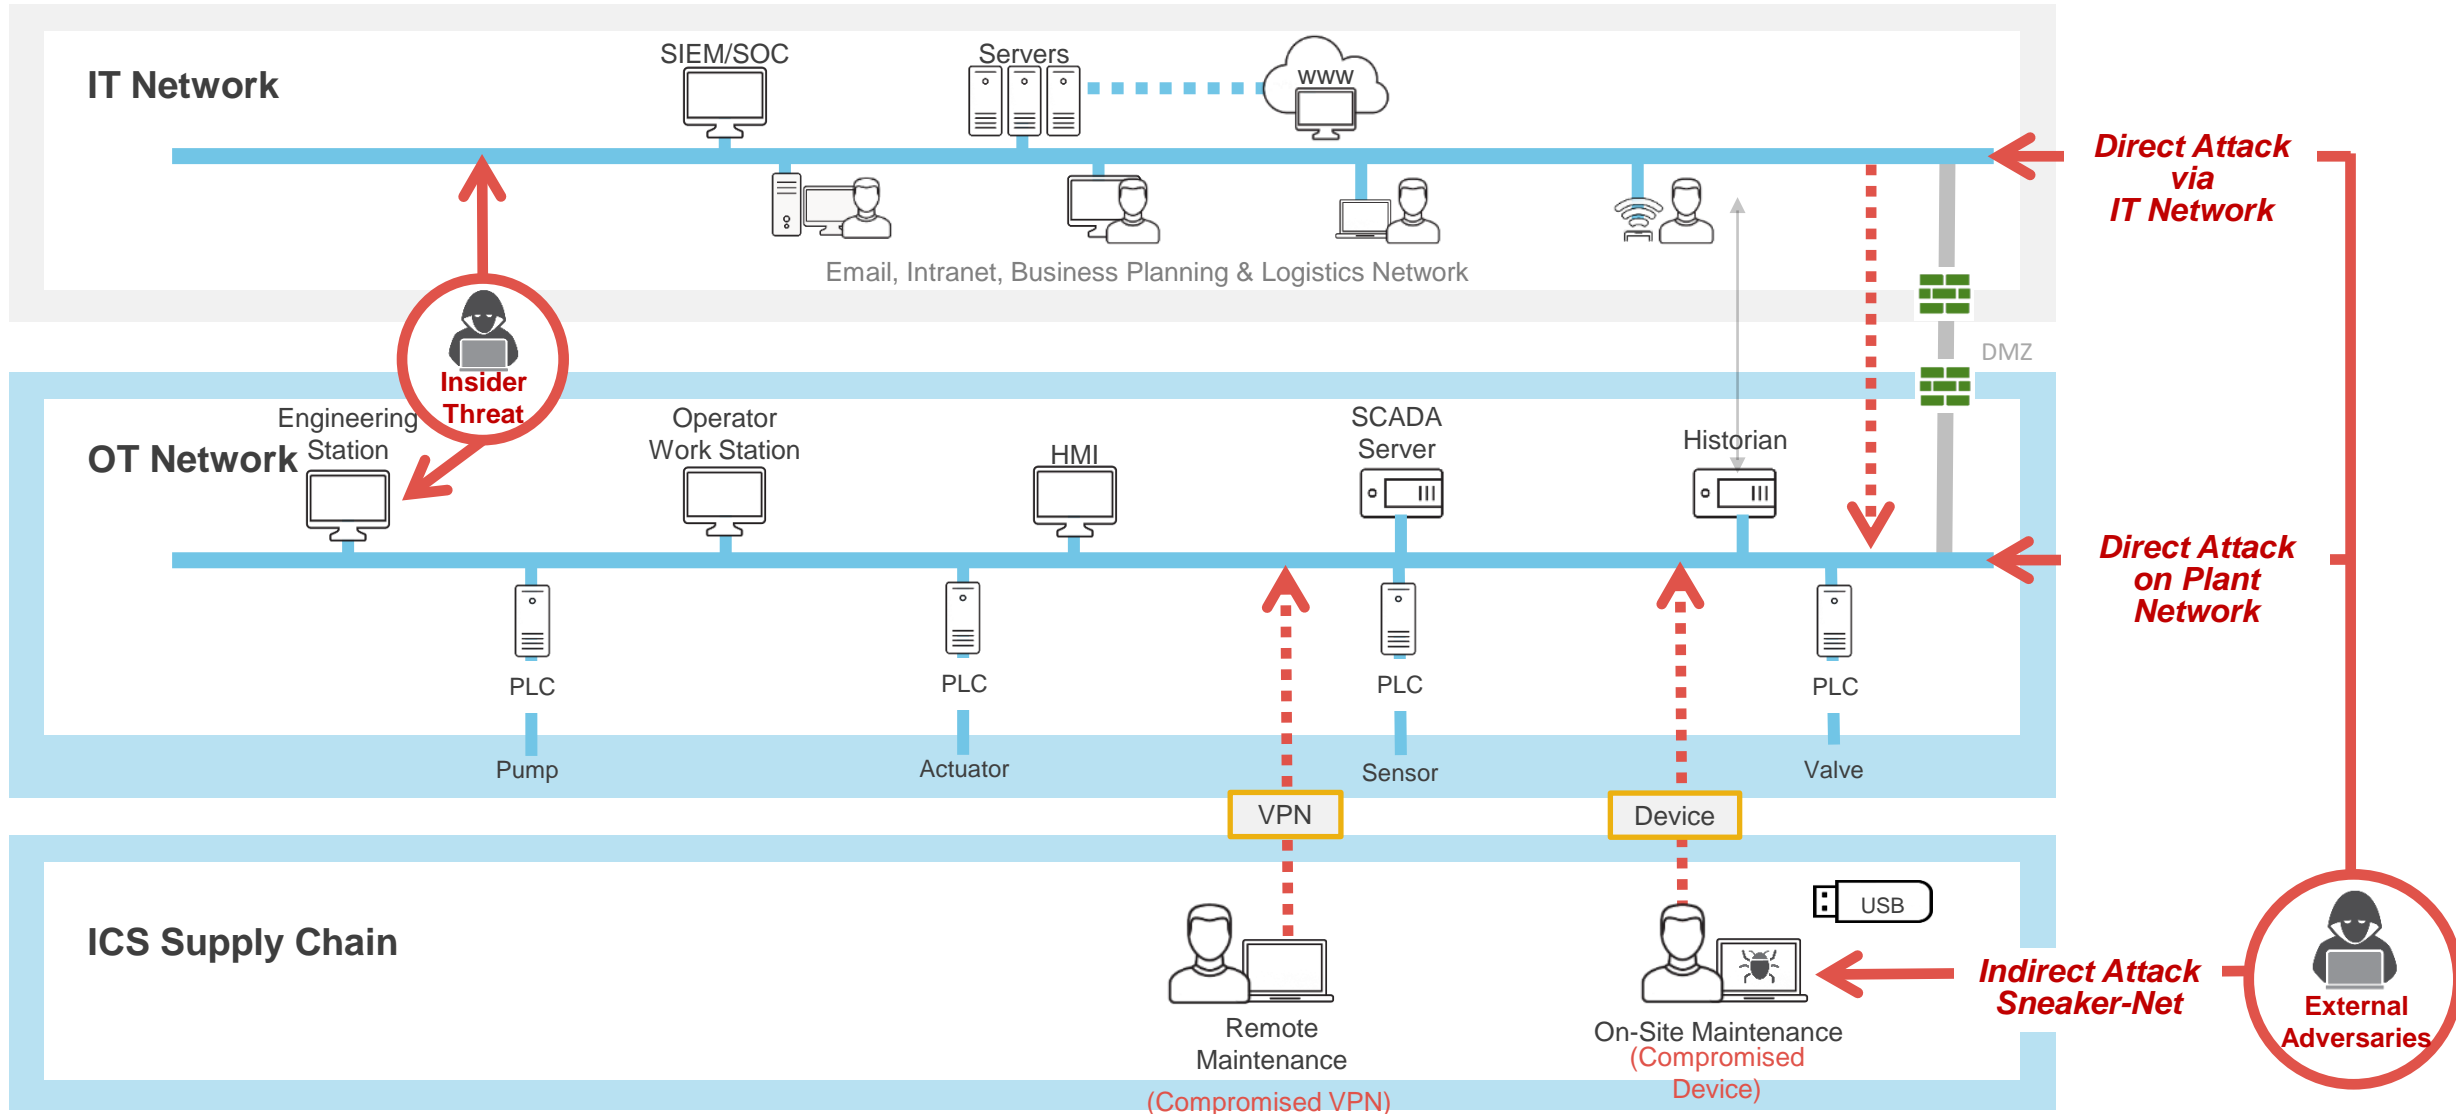 SIEM/SOC
Servers
WWW
IT Network
Direct Attack
via
IT Network
Email, Intranet, Business Planning & Logistics Network
DMZ
Insider
Threat
Engineering
Station
Operator
Work Station
HMI
SCADA
Server
Historian
OT Network
Direct Attack
on Plant
Network
PLC
PLC
PLC
PLC
Pump
Actuator
Sensor
Valve
VPN
Device
USB
ICS Supply Chain
Indirect Attack
Sneaker-Net
External
Adversaries
Remote
Maintenance
(Compromised VPN)
On-Site Maintenance
(Compromised
Device)